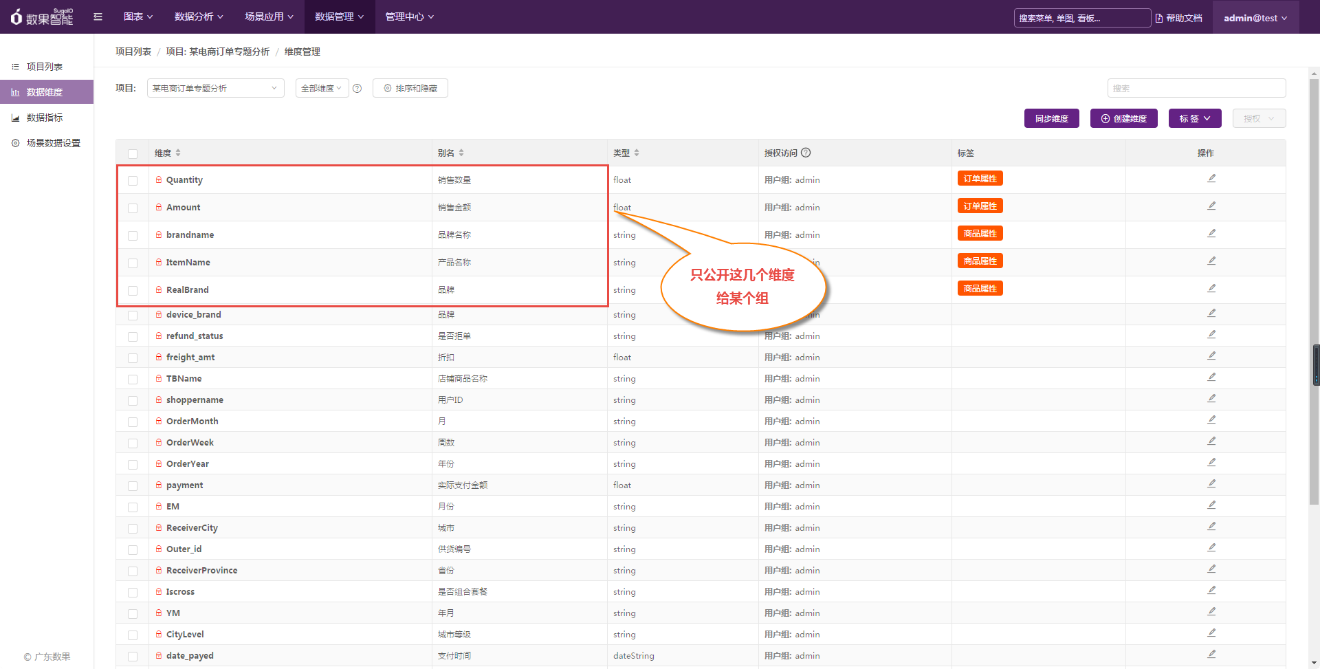 SugoIO
数果智能 图表 数据分析 场景应用 数据管理 管理中心 搜索菜单, 单图, 看板... 帮助文档 admin@test
项目列表 / 项目: 某电商订单专题分析 / 维度管理
项目列表
数据维度
数据指标
场景数据设置
项目: 某电商订单专题分析 全部维度 排序和隐藏 搜索
同步维度 创建维度 标签 授权
维度 别名 类型 授权访问 标签 操作
Quantity 销售数量 float 用户组: admin 订单属性
Amount 销售金额 float 用户组: admin 订单属性
brandname 品牌名称 string 用户组: admin 商品属性
ItemName 产品名称 string in 商品属性
RealBrand 品牌 string 商品属性
只公开这几个维度
给某个组
device_brand 品牌 string
refund_status 是否拒单 string 用户组: admin
freight_amt 折扣 float 用户组: admin
TBName 店铺商品名称 string 用户组: admin
shoppername 用户ID string 用户组: admin
OrderMonth 月 string 用户组: admin
OrderWeek 周数 string 用户组: admin
OrderYear 年份 string 用户组: admin
payment 实际支付金额 float 用户组: admin
EM 月份 string 用户组: admin
ReceiverCity 城市 string 用户组: admin
Outer_id 供货编号 string 用户组: admin
ReceiverProvince 省份 string 用户组: admin
Iscross 是否组合套餐 string 用户组: admin
YM 年月 string 用户组: admin
CityLevel 城市等级 string 用户组: admin
date_payed 支付时间 dateString 用户组: admin
© 广东数果